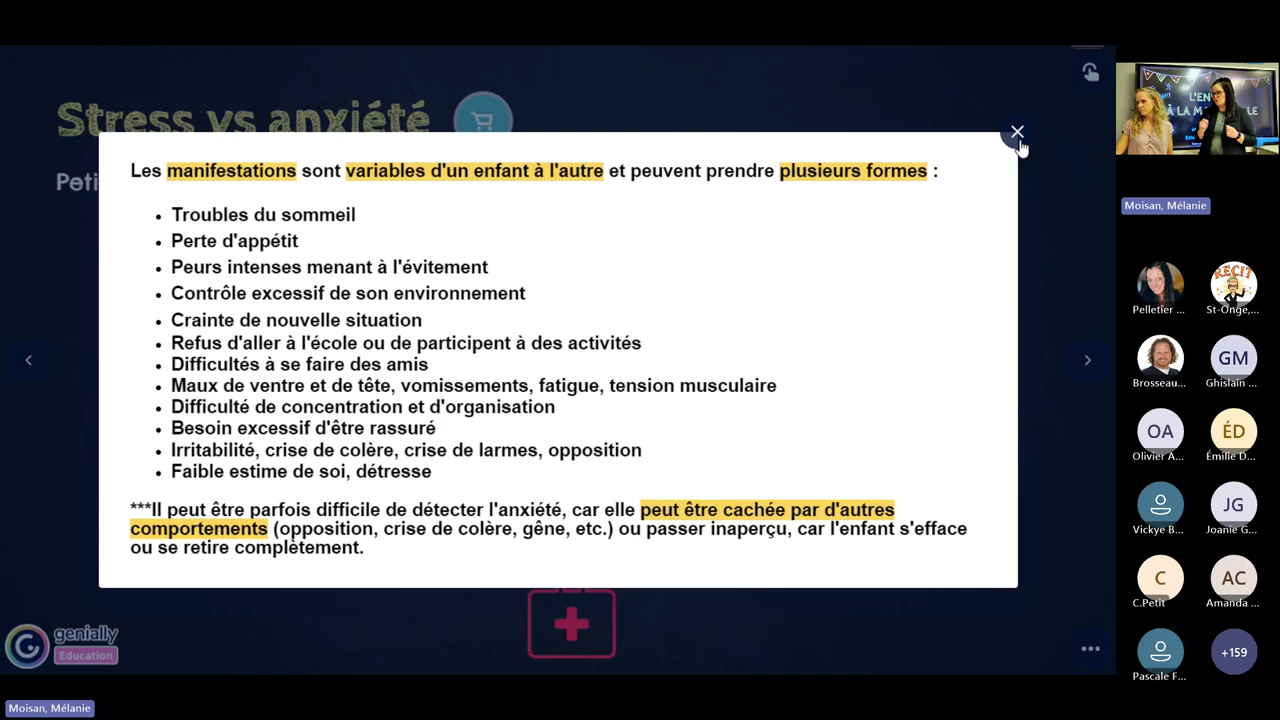 Stress vs anxiété
Peti
Les manifestations sont variables d'un enfant à l'autre et peuvent prendre plusieurs formes :
• Troubles du sommeil
• Perte d'appétit
• Peurs intenses menant à l'évitement
• Contrôle excessif de son environnement
• Crainte de nouvelle situation
• Refus d'aller à l'école ou de participent à des activités
• Difficultés à se faire des amis
• Maux de ventre et de tête, vomissements, fatigue, tension musculaire
• Difficulté de concentration et d'organisation
• Besoin excessif d'être rassuré
• Irritabilité, crise de colère, crise de larmes, opposition
• Faible estime de soi, détresse
***Il peut être parfois difficile de détecter l'anxiété, car elle peut être cachée par d'autres
comportements (opposition, crise de colère, gêne, etc.) ou passer inaperçu, car l'enfant s'efface
ou se retire complètement.
genially
Education
Moisan, Mélanie
L'EN
À LA M
LE
Moisan, Mélanie
RÉCIT
Pelletier ...
St-Onge,...
GM
Brosseau...
Ghislain ...
OA
ÉD
Olivier A...
Émilie D...
JG
Vickye B...
Joanie G...
C
AC
C.Petit
Amanda ...
+159
Pascale F...